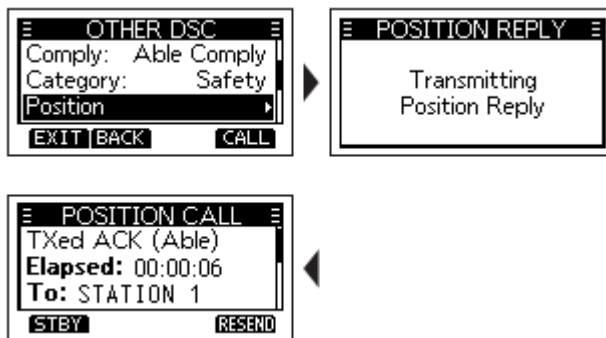 OTHER DSC
Comply: Able Comply
Category: Safety
Position
EXIT BACK CALL
POSITION REPLY
Transmitting
Position Reply
POSITION CALL
TXed ACK (Able)
Elapsed: 00:00:06
To: STATION 1
STBY RESEND